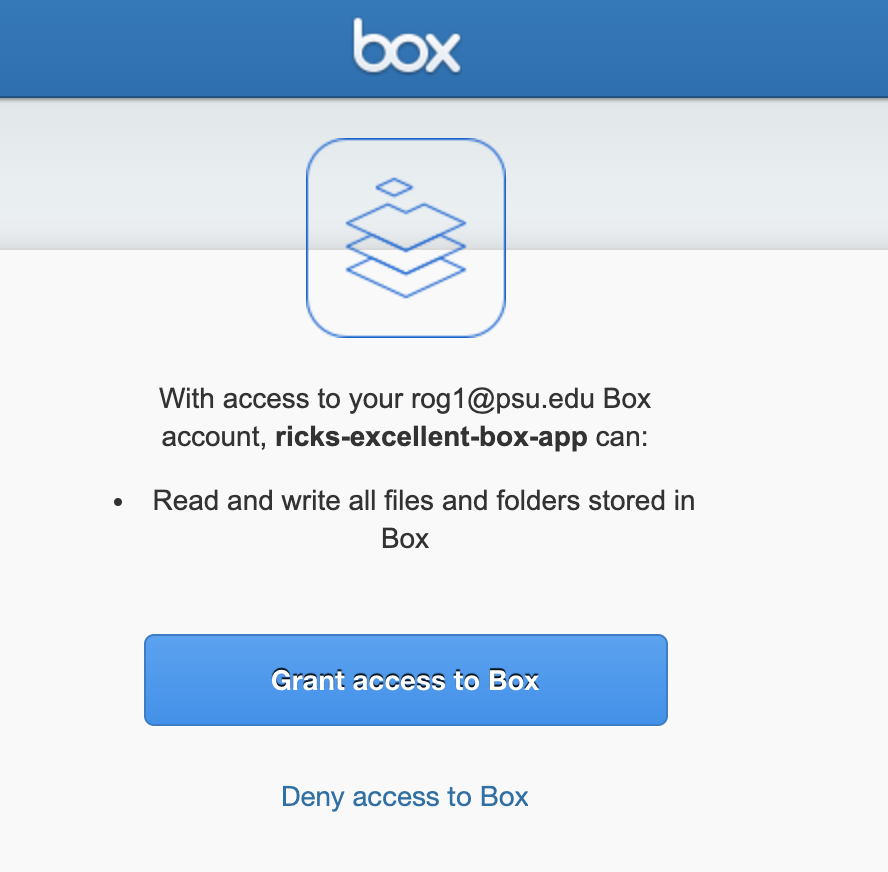 box
With access to your rog1@psu.edu Box
account, ricks-excellent-box-app can:
• Read and write all files and folders stored in
Box
Grant access to Box
Deny access to Box